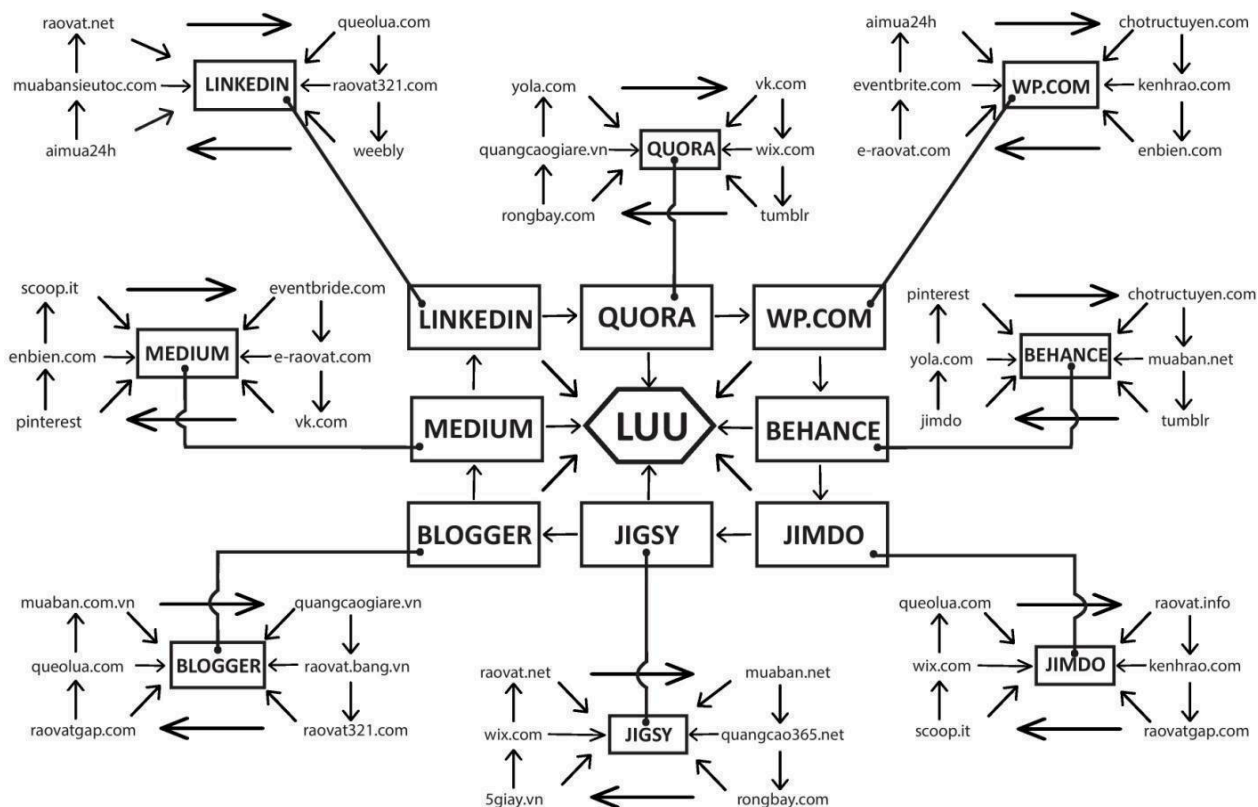 raovat.net
queolua.com
muabansieutoc.com
LINKEDIN
raovat321.com
aimua24h
weebly
yola.com
vk.com
quangcaogiare.vn
QUORA
wix.com
rongbay.com
tumblr
aimua24h
chotructuyen.com
eventbrite.com
WP.COM
kenhrao.com
e-raovat.com
enbien.com
scoop.it
eventbride.com
enbien.com
MEDIUM
e-raovat.com
pinterest
vk.com
LINKEDIN
QUORA
WP.COM
MEDIUM
LUU
BEHANCE
BLOGGER
JIGSY
JIMDO
pinterest
chotructuyen.com
yola.com
BEHANCE
muaban.net
jimdo
tumblr
muaban.com.vn
quangcaogiare.vn
queolua.com
BLOGGER
raovat.bang.vn
raovatgap.com
raovat321.com
raovat.net
muaban.net
wix.com
JIGSY
quangcao365.net
5giay.vn
rongbay.com
queolua.com
raovat.info
wix.com
JIMDO
kenhrao.com
scoop.it
raovatgap.com